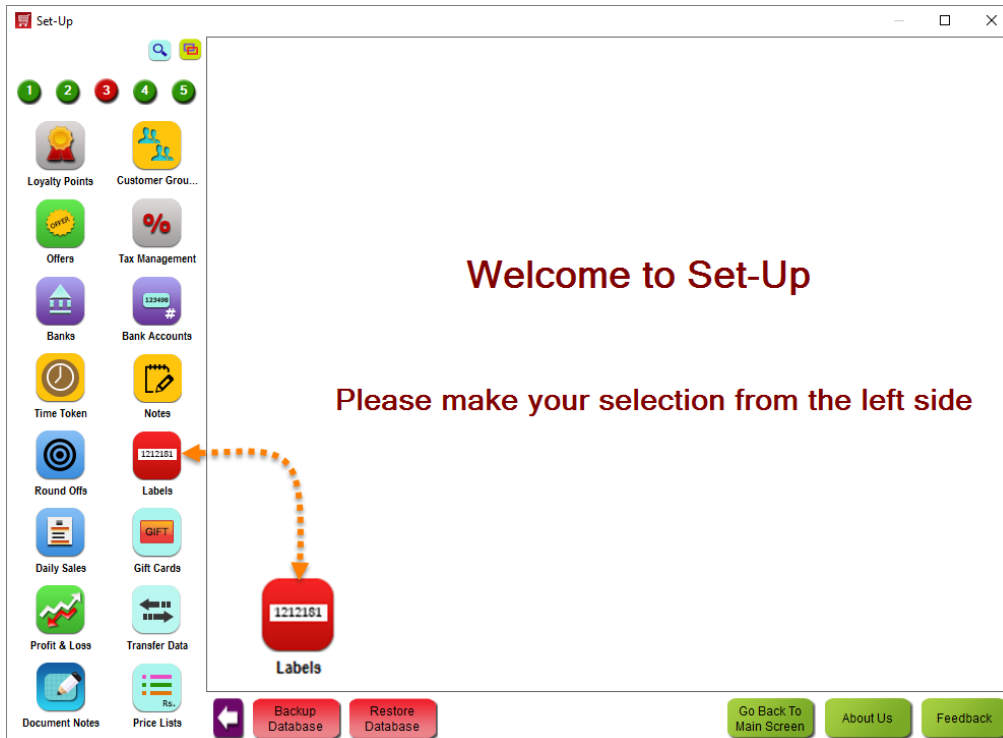 Set-Up
1 2 3 4 5
Loyalty Points Customer Grou...
OFFER %
Offers Tax Management
123498 #
Banks Bank Accounts
Time Token Notes
1212181
Round Offs Labels
GIFT
Daily Sales Gift Cards
Profit & Loss Transfer Data
Rs.
Document Notes Price Lists
Welcome to Set-Up
Please make your selection from the left side
1212181
Labels
Backup
Database
Restore
Database
Go Back To
Main Screen
About Us
Feedback